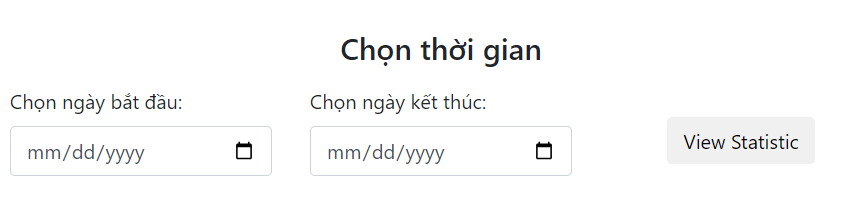 Chọn thời gian
Chọn ngày bắt đầu:
Chọn ngày kết thúc:
mm/dd/yyyy
mm/dd/yyyy
View Statistic